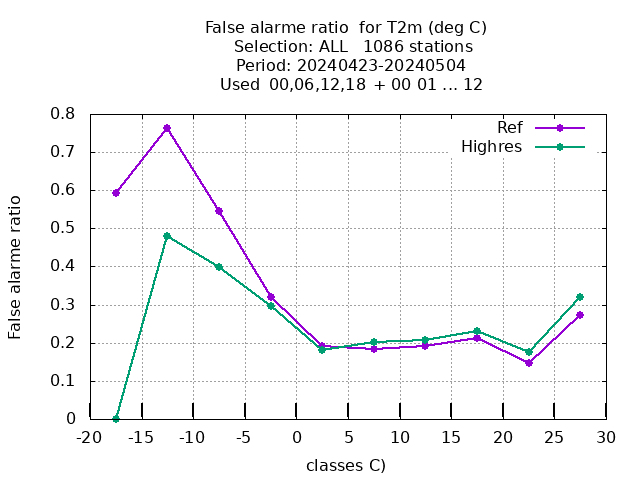 False alarme ratio  for T2m (deg C)
Selection: ALL   1086 stations
Period: 20240423-20240504
Used  00,06,12,18  + 00 01 ... 12
Ref
Highres
0.8
0.7
0.6
0.5
0.4
0.3
0.2
0.1
0
False alarme ratio
-20 -15 -10 -5 0 5 10 15 20 25 30
classes C)